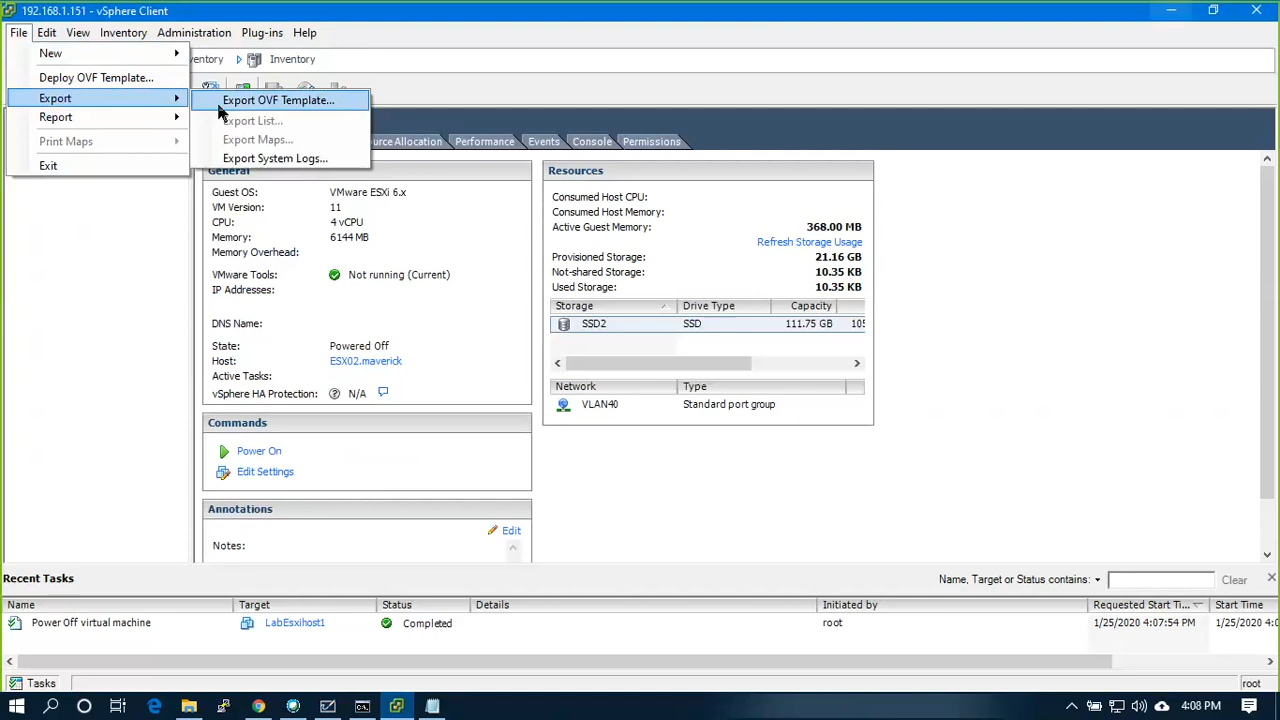 192.168.1.151 - vSphere Client
File Edit View Inventory Administration Plug-ins Help
New
Inventory
Deploy OVF Template...
Export
Export OVF Template...
Report
Export List...
Print Maps
Export Maps...
Exit
Export System Logs...
Resource Allocation Performance Events Console Permissions
General
Guest OS: VMware ESXi 6.x
VM Version: 11
CPU: 4 vCPU
Memory: 6144 MB
Memory Overhead:
VMware Tools: Not running (Current)
IP Addresses:
DNS Name:
State: Powered Off
Host: ESX02.maverick
Active Tasks:
vSphere HA Protection: N/A
Commands
Power On
Edit Settings
Annotations
Edit
Notes:
Resources
Consumed Host CPU:
Consumed Host Memory:
Active Guest Memory: 368.00 MB
Refresh Storage Usage
Provisioned Storage: 21.16 GB
Not-shared Storage: 10.35 KB
Used Storage: 10.35 KB
Storage Drive Type Capacity
SSD2 SSD 111.75 GB 105
Network Type
VLAN40 Standard port group
Recent Tasks
Name, Target or Status contains: Clear
Name Target Status Details Initiated by Requested Start Ti... Start Time
Power Off virtual machine LabEsxihost1 Completed root 1/25/2020 4:07:54 PM 1/25/2020 4:0
Tasks root
4:08 PM